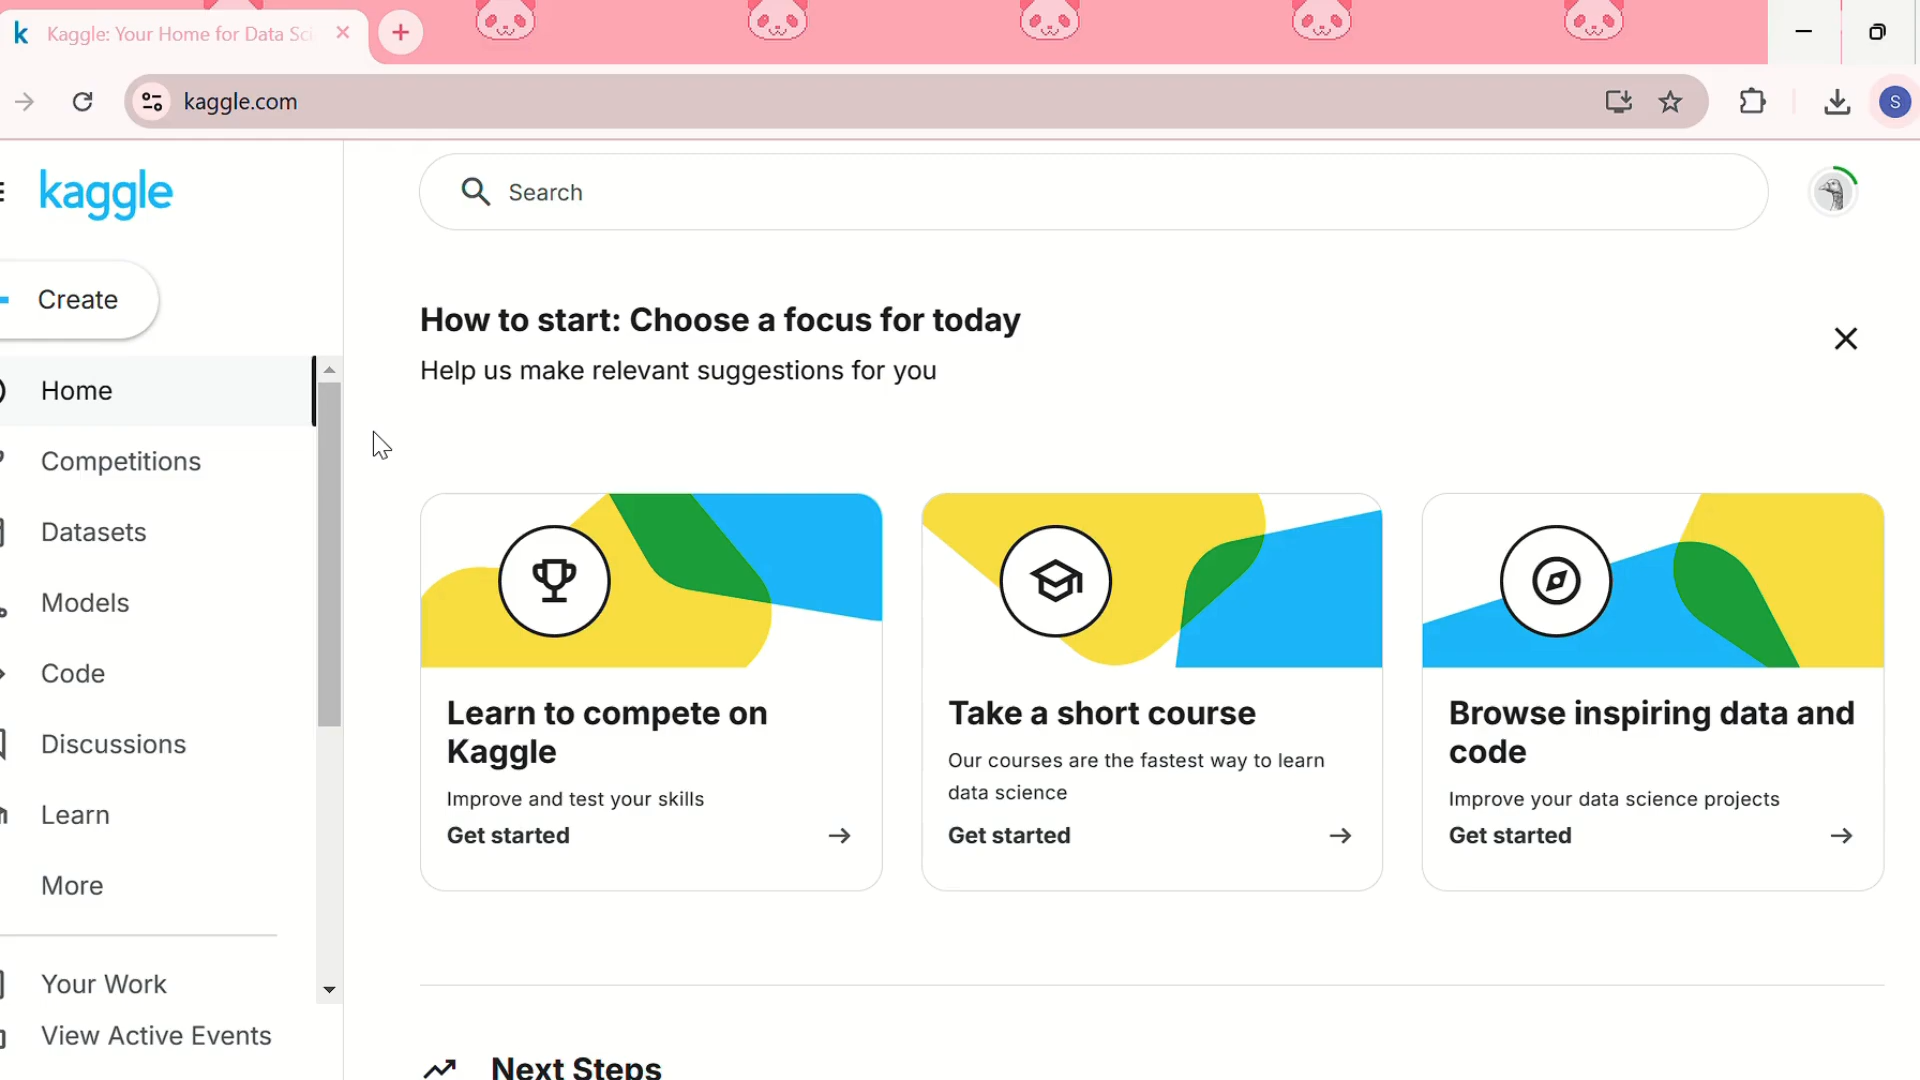 k Kaggle: Your Home for Data Sci
kaggle.com
S
kaggle
Search
Create
Home
Competitions
Datasets
Models
Code
Discussions
Learn
More
Your Work
View Active Events
How to start: Choose a focus for today
Help us make relevant suggestions for you
Learn to compete on
Kaggle
Improve and test your skills
Get started
Take a short course
Our courses are the fastest way to learn
data science
Get started
Browse inspiring data and
code
Improve your data science projects
Get started
Next Steps